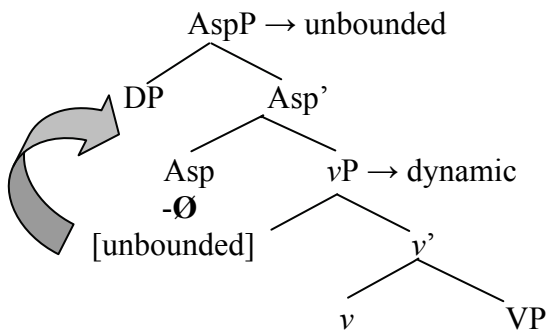 AspP → unbounded
DP Asp’
Asp vP → dynamic
-Ø
[unbounded] v’
v VP